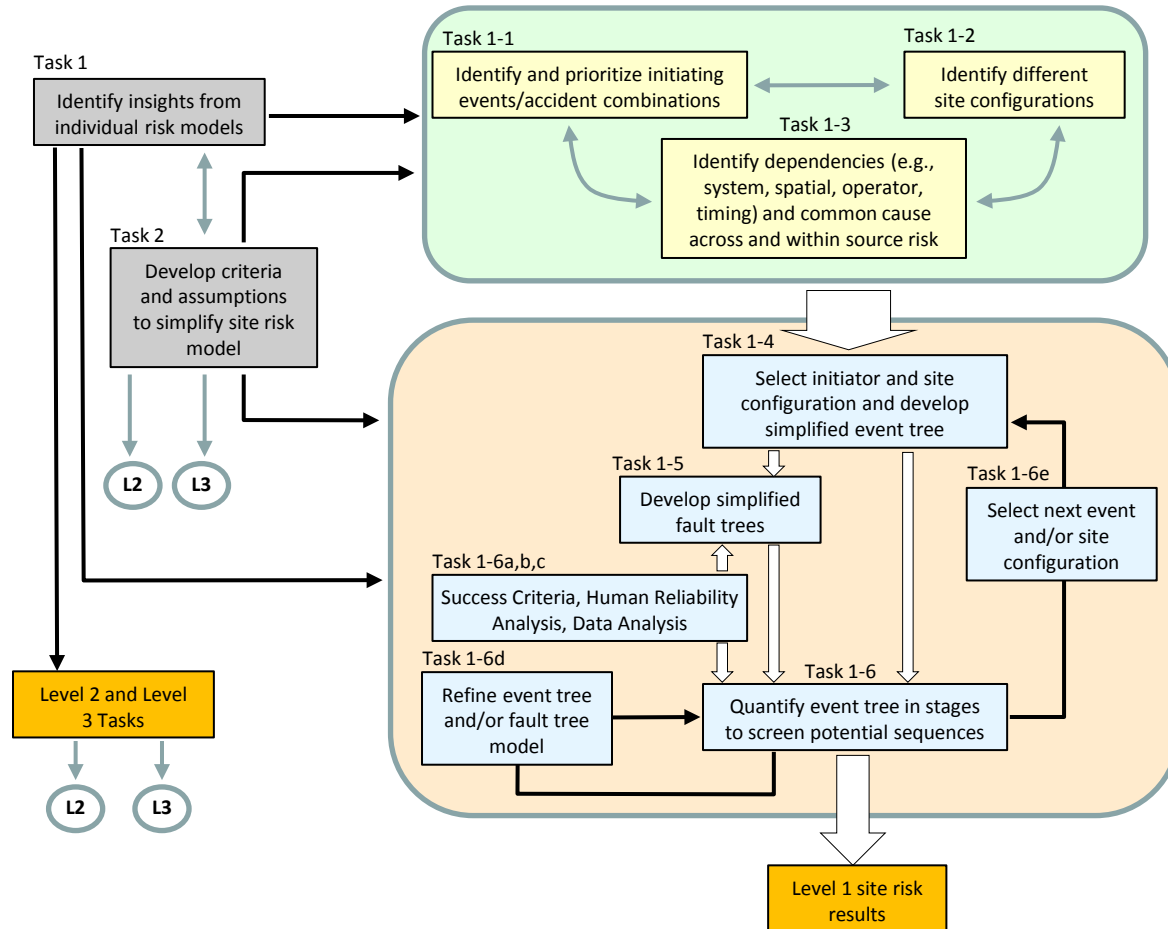 Task 1
Identify insights from
individual risk models
Task 1-1
Identify and prioritize initiating
events/accident combinations
Task 1-2
Identify different
site configurations
Task 1-3
Identify dependencies (e.g.,
system, spatial, operator,
timing) and common cause
across and within source risk
Task 2
Develop criteria
and assumptions
to simplify site risk
model
L2
L3
Task 1-4
Select initiator and site
configuration and develop
simplified event tree
Task 1-5
Develop simplified
fault trees
Task 1-6e
Select next event
and/or site
configuration
Task 1-6a,b,c
Success Criteria, Human Reliability
Analysis, Data Analysis
Task 1-6d
Refine event tree
and/or fault tree
model
Task 1-6
Quantify event tree in stages
to screen potential sequences
Level 2 and Level
3 Tasks
L2
L3
Level 1 site risk
results